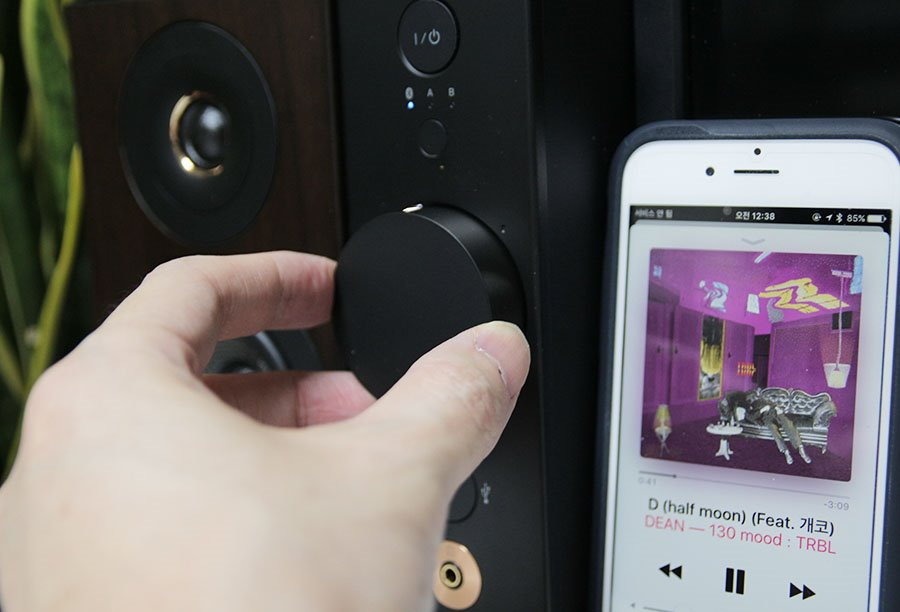 I/
A B
서비스 안 됨 오전 12:38 85%
0:41 -3:09
D (half moon) (Feat. 개코)
DEAN — 130 mood : TRBL